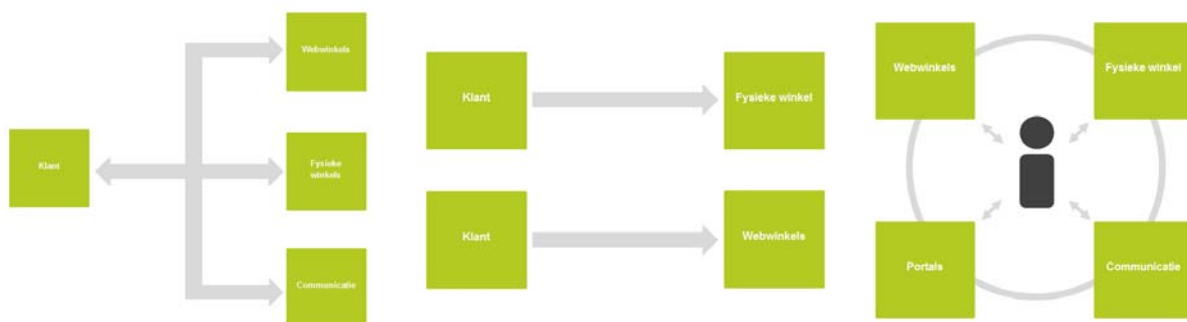 Webwinkels
Klant
Fysieke
winkels
Communicatie
Klant
Fysieke winkel
Klant
Webwinkels
Webwinkels
Fysieke winkel
Portals
Communicatie